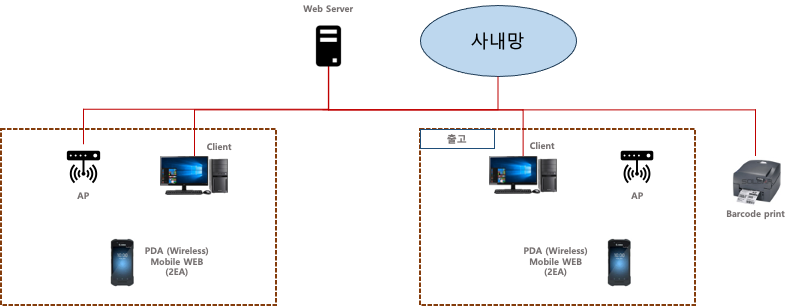 Web Server
사내망
출고
Client
AP
PDA (Wireless)
Mobile WEB
(2EA)
Client
AP
PDA (Wireless)
Mobile WEB
(2EA)
Barcode print